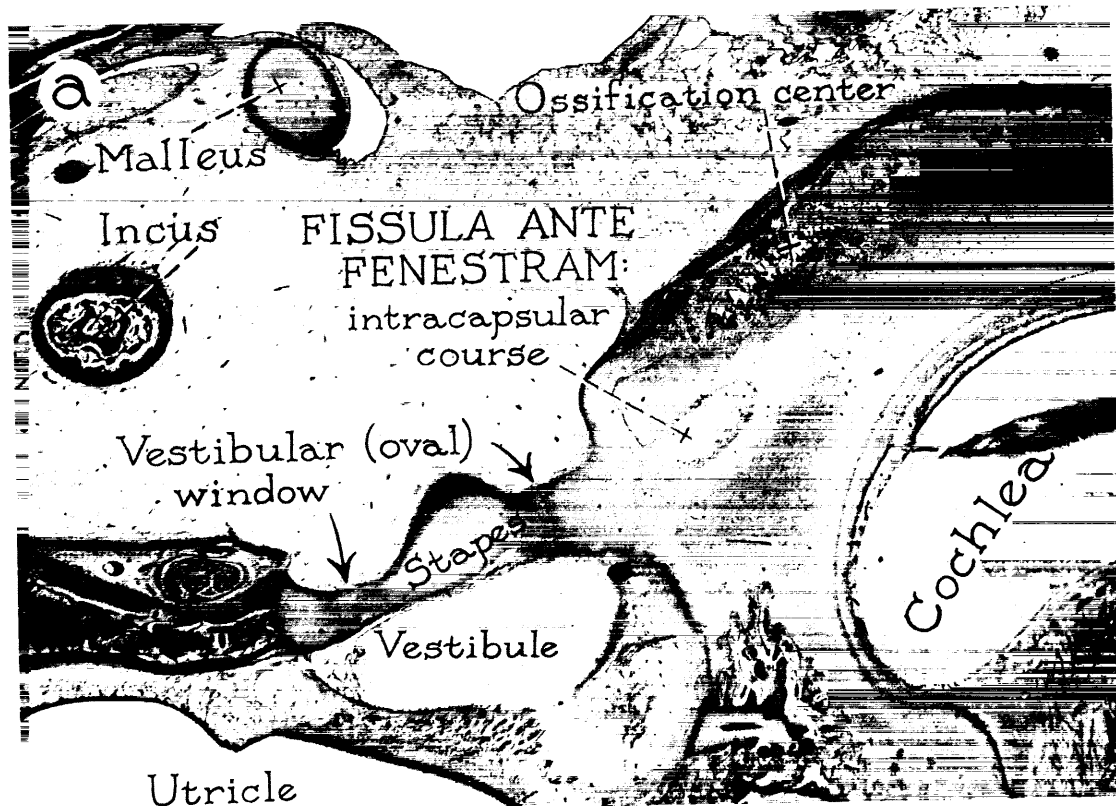 a
Ossification center
Malleus
Incus
FISSULA ANTE
FENESTRAM:
intracapsular
course
Vestibular (oval)
window
Stapes
Cochlea
Vestibule
Utricle